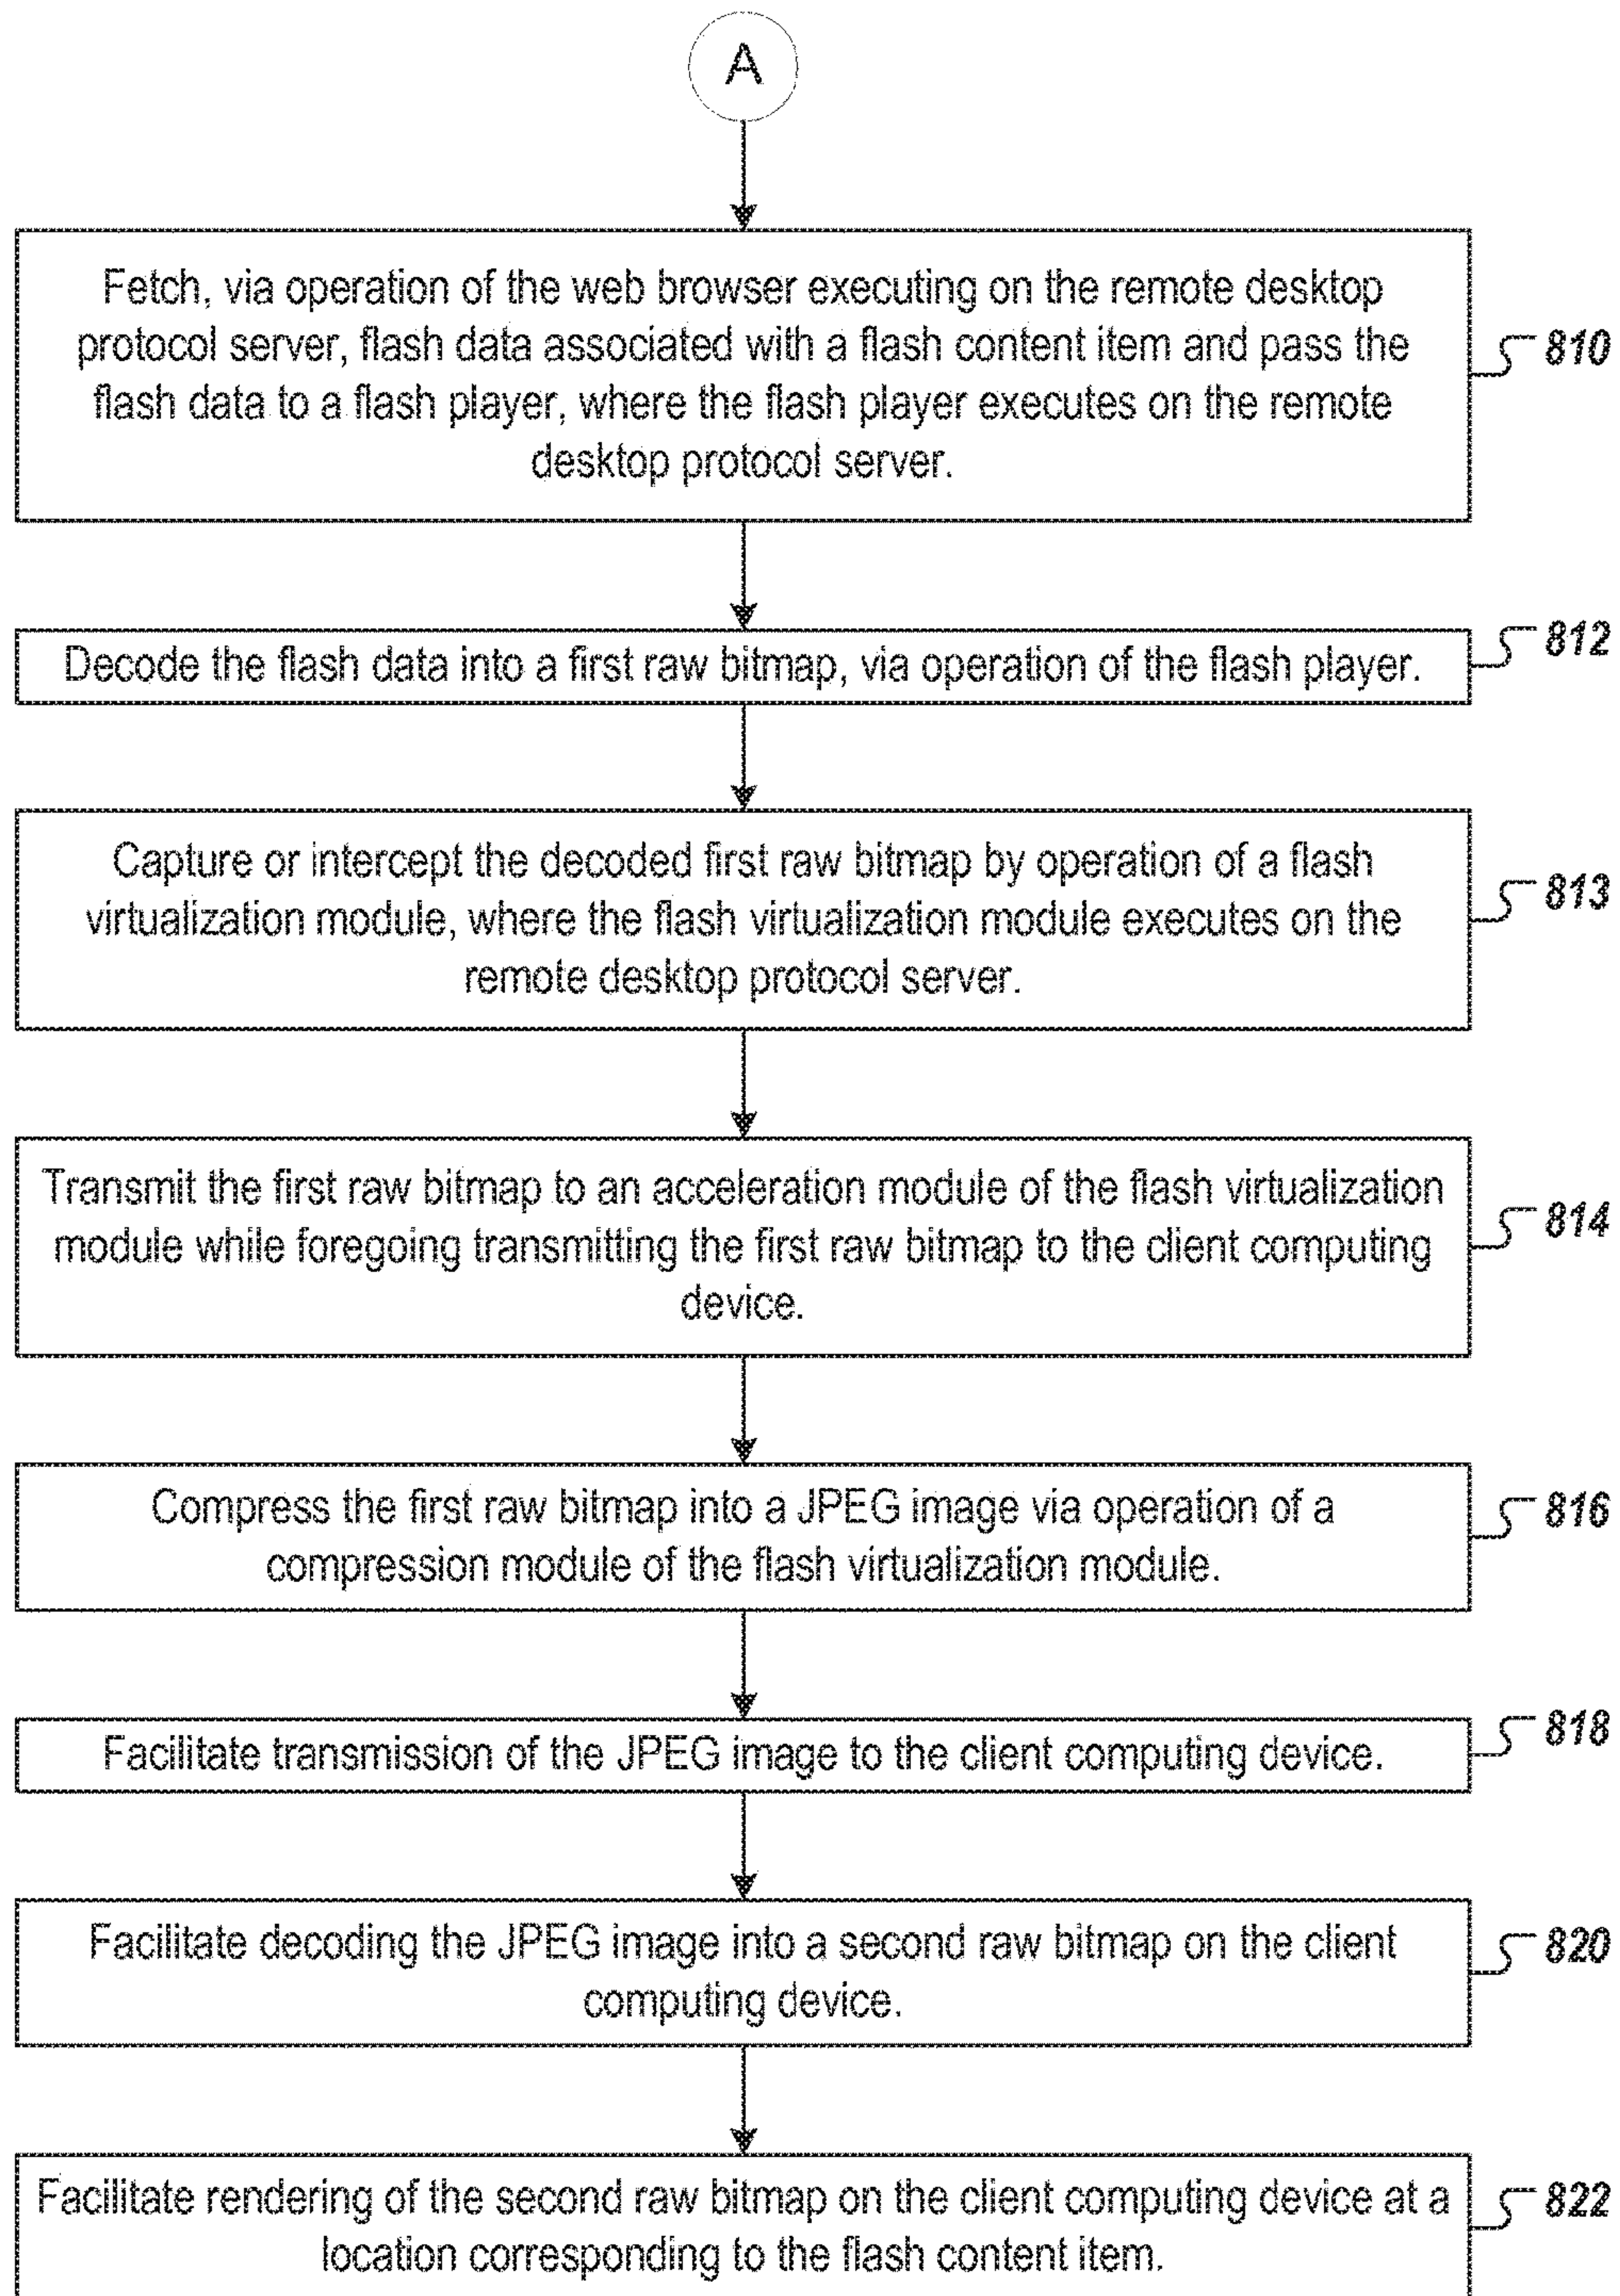 A
Fetch, via operation of the web browser executing on the remote desktop
protocol server, flash data associated with a flash content item and pass the
flash data to a flash player, where the flash player executes on the remote
desktop protocol server.
810
Decode the flash data into a first raw bitmap, via operation of the flash player.
812
Capture or intercept the decoded first raw bitmap by operation of a flash
virtualization module, where the flash virtualization module executes on the
remote desktop protocol server.
813
Transmit the first raw bitmap to an acceleration module of the flash virtualization
module while foregoing transmitting the first raw bitmap to the client computing
device.
814
Compress the first raw bitmap into a JPEG image via operation of a
compression module of the flash virtualization module.
816
Facilitate transmission of the JPEG image to the client computing device.
818
Facilitate decoding the JPEG image into a second raw bitmap on the client
computing device.
820
Facilitate rendering of the second raw bitmap on the client computing device at a
location corresponding to the flash content item.
822